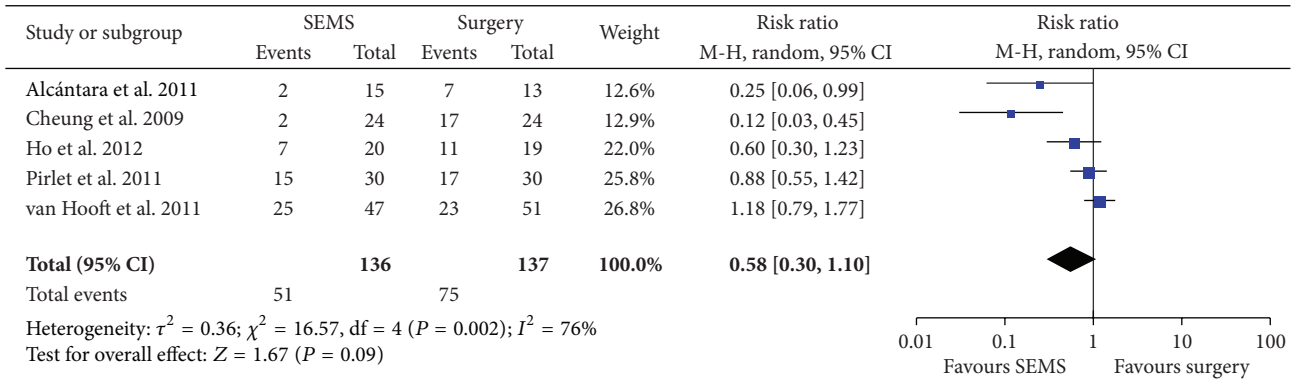 Study or subgroup SEMS Surgery Weight Risk ratio Risk ratio
Events Total Events Total M-H, random, 95% CI M-H, random, 95% CI
Alcántara et al. 2011 2 15 7 13 12.6% 0.25 [0.06, 0.99]
Cheung et al. 2009 2 24 17 24 12.9% 0.12 [0.03, 0.45]
Ho et al. 2012 7 20 11 19 22.0% 0.60 [0.30, 1.23]
Pirlet et al. 2011 15 30 17 30 25.8% 0.88 [0.55, 1.42]
van Hooft et al. 2011 25 47 23 51 26.8% 1.18 [0.79, 1.77]
Total (95% CI) 136 137 100.0% 0.58 [0.30, 1.10]
Total events 51 75
Heterogeneity: τ² = 0.36; χ² = 16.57, df = 4 (P = 0.002); I² = 76%
Test for overall effect: Z = 1.67 (P = 0.09)
0.01 0.1 1 10 100
Favours SEMS Favours surgery